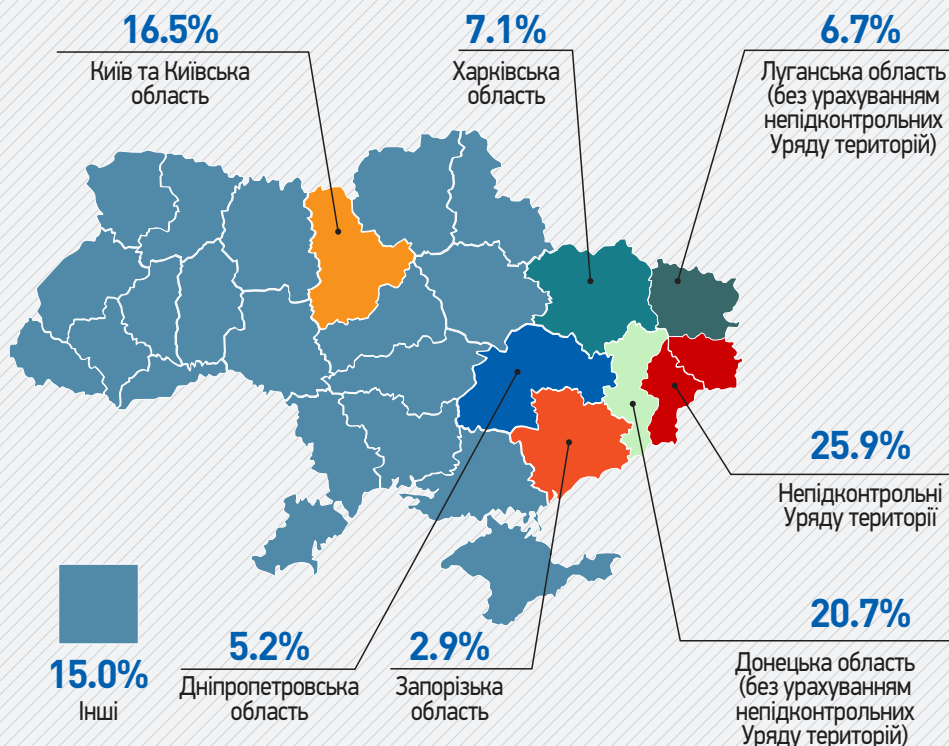 16.5%
Київ та Київська
область
7.1%
Харківська
область
6.7%
Луганська область
(без урахуванням
непідконтрольних
Уряду територій)
25.9%
Непідконтрольні
Уряду території
20.7%
Донецька область
(без урахуванням
непідконтрольних
Уряду територій)
15.0%
Інші
5.2%
Дніпропетровська
область
2.9%
Запорізька
область